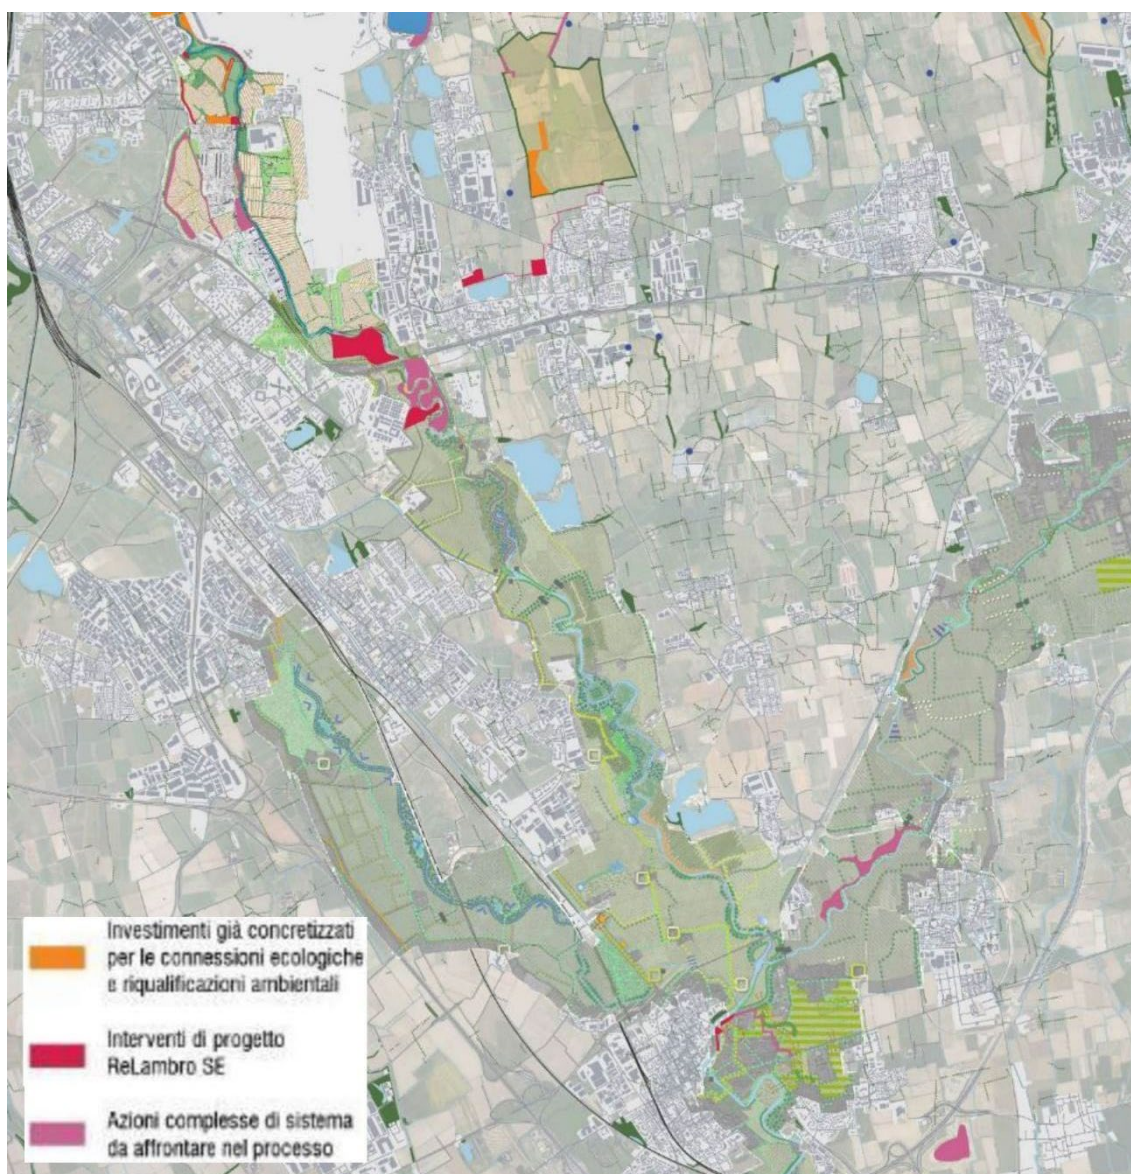 Investimenti già concretizzati
per le connessioni ecologiche
e riqualificazioni ambientali
Interventi di progetto
ReLambro SE
Azioni complesse di sistema
da affrontare nel processo